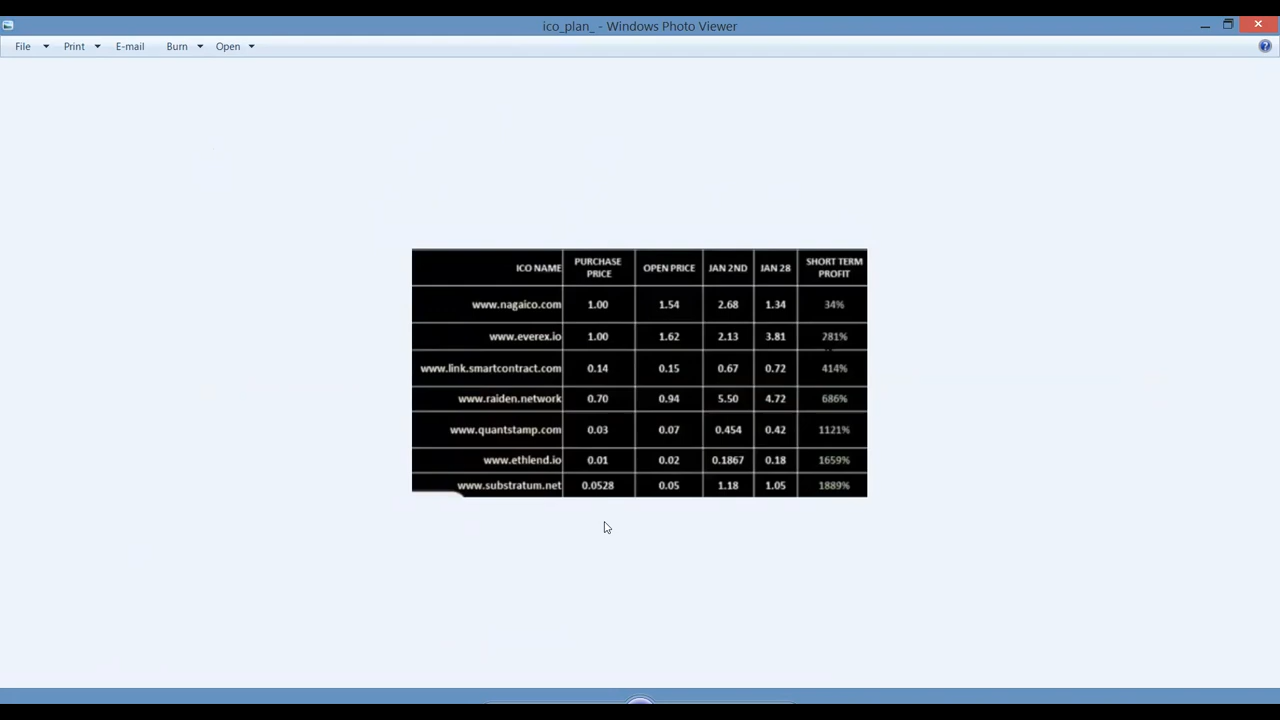 ico_plan_ - Windows Photo Viewer
File Print E-mail Burn Open
ICO NAME PURCHASE PRICE OPEN PRICE JAN 2ND JAN 28 SHORT TERM PROFIT
www.nagaico.com 1.00 1.54 2.68 1.34 34%
www.everex.io 1.00 1.62 2.13 3.81 281%
www.link.smartcontract.com 0.14 0.15 0.67 0.72 414%
www.raiden.network 0.70 0.94 5.50 4.72 686%
www.quantstamp.com 0.03 0.07 0.454 0.42 1121%
www.ethlend.io 0.01 0.02 0.1867 0.18 1659%
www.substratum.net 0.0528 0.05 1.18 1.05 1889%